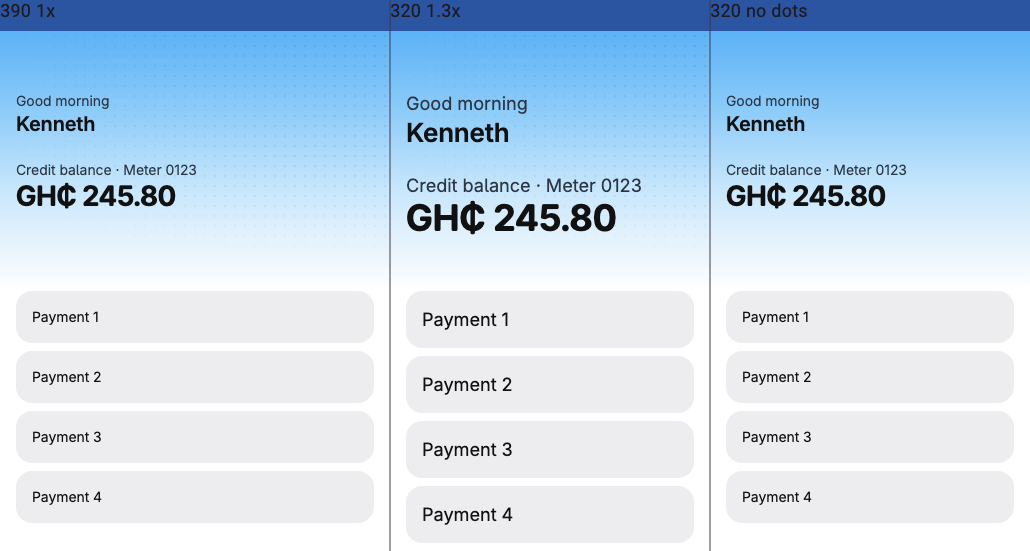 390 1x
Good morning
Kenneth
Credit balance · Meter 0123
GH₵ 245.80
Payment 1
Payment 2
Payment 3
Payment 4
320 1.3x
Good morning
Kenneth
Credit balance · Meter 0123
GH₵ 245.80
Payment 1
Payment 2
Payment 3
Payment 4
320 no dots
Good morning
Kenneth
Credit balance · Meter 0123
GH₵ 245.80
Payment 1
Payment 2
Payment 3
Payment 4